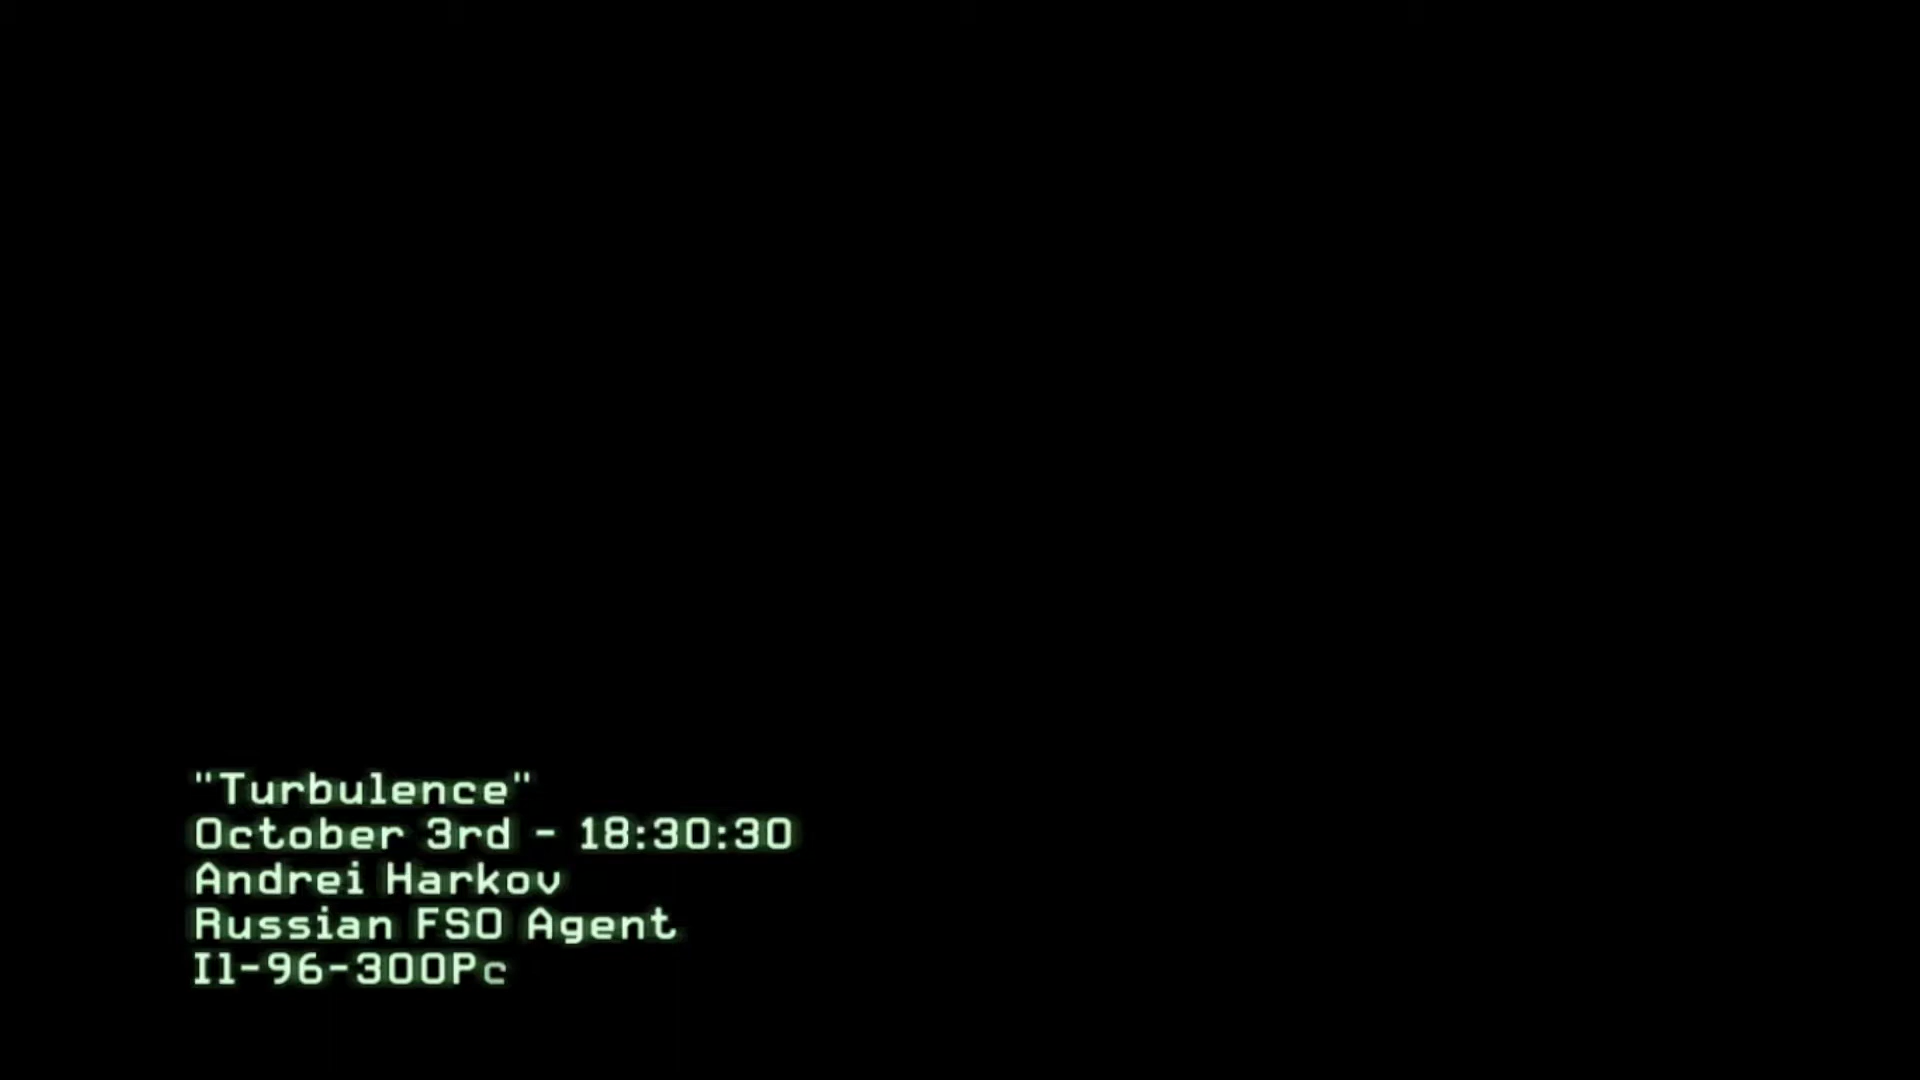 "Turbulence"
October 3rd - 18:30:30
Andrei Harkov
Russian FSO Agent
Il-96-300Pc